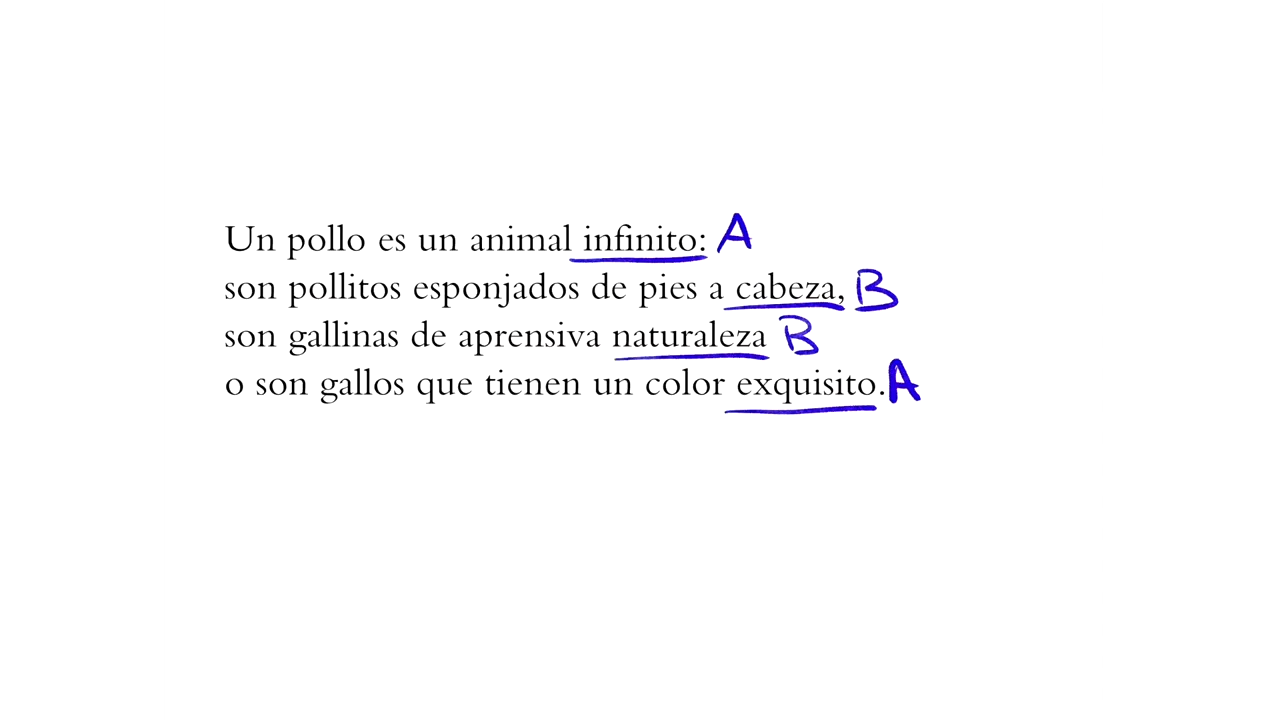 Un pollo es un animal infinito: A
son pollitos esponjados de pies a cabeza, B
son gallinas de aprensiva naturaleza B
o son gallos que tienen un color exquisito. A